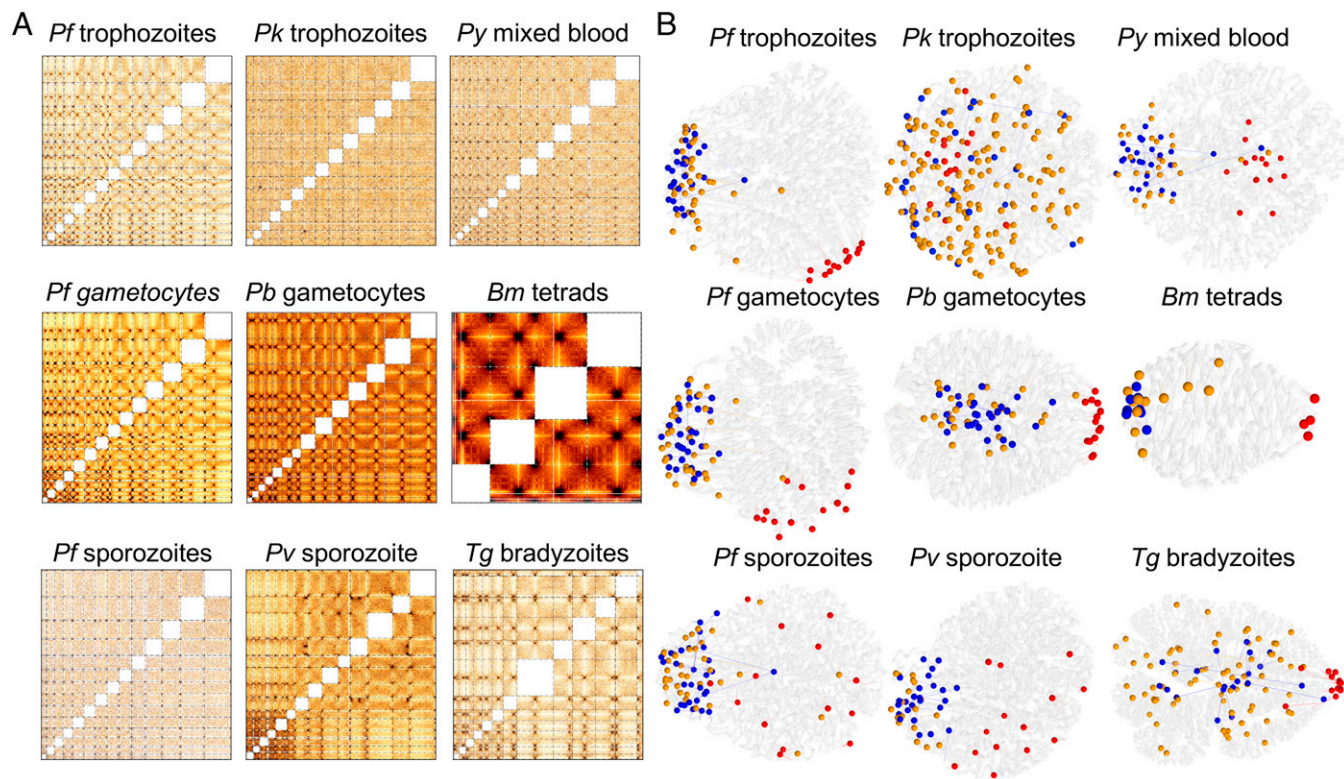 A
B
Pf trophozoites Pk trophozoites Py mixed blood
Pf trophozoites Pk trophozoites Py mixed blood
Pf gametocytes Pb gametocytes Bm tetrads
Pf gametocytes Pb gametocytes Bm tetrads
Pf sporozoites Pv sporozoite Tg bradyzoites
Pf sporozoites Pv sporozoite Tg bradyzoites